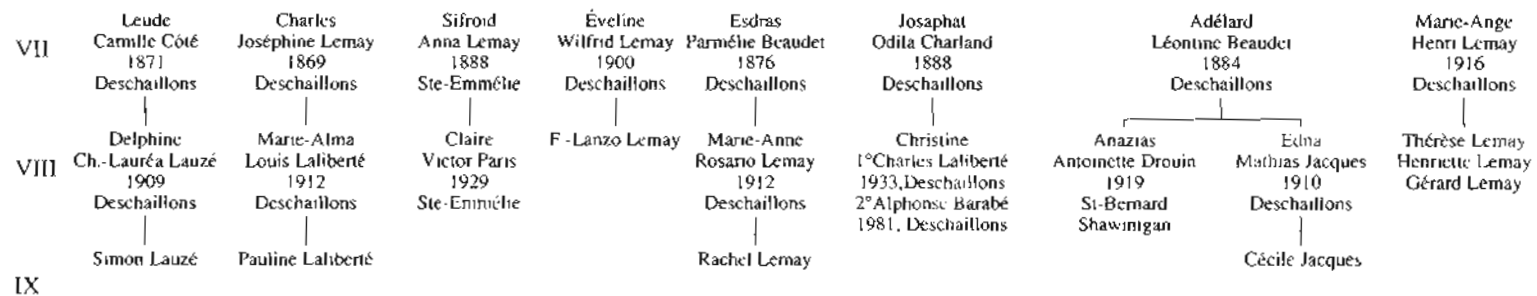 Leude Charles Sifroid Éveline Esdras Josaphat Adélard Marie-Ange
VII Camille Côté Joséphine Lemay Anna Lemay Wilfrid Lemay Parmélie Beaudet Odila Charland Léontine Beaudet Henri Lemay
1871 1869 1888 1900 1876 1888 1884 1916
Deschaillons Deschaillons Ste-Emmélie Deschaillons Deschaillons Deschaillons Deschaillons Deschaillons
Delphine Marie-Alma Claire F.-Lanzo Lemay Marie-Anne Christine Anazias Edna Thérèse Lemay
VIII Ch.-Lauréa Lauzé Louis Laliberté Victor Paris Rosario Lemay 1°Charles Laliberté Antoinette Drouin Mathias Jacques Henriette Lemay
1909 1912 1929 1912 1933, Deschaillons 1919 1910 Gérard Lemay
Deschaillons Deschaillons Ste-Emmélie Deschaillons 2°Alphonse Barabé St-Bernard Deschaillons
1981, Deschaillons Shawinigan
Simon Lauzé Pauline Laliberté Rachel Lemay Cécile Jacques
IX